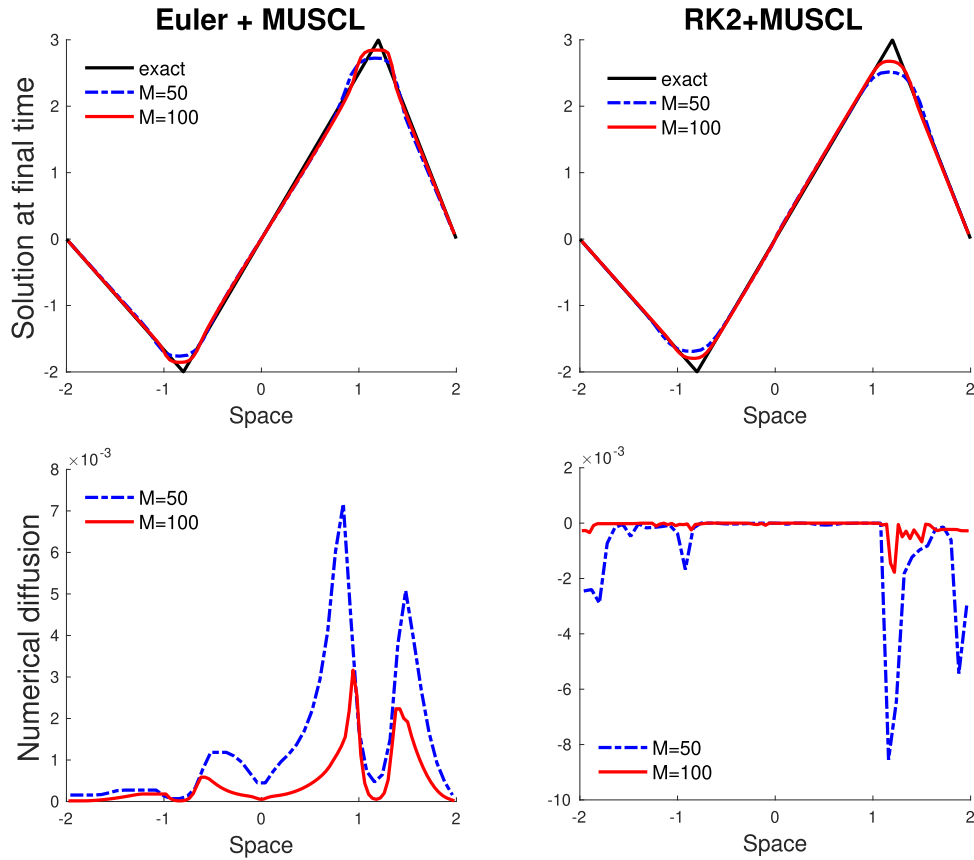 Euler + MUSCL
Solution at final time
3
2
1
0
-1
-2
exact
M=50
M=100
-2
-1
0
1
2
Space
RK2+MUSCL
3
2
1
0
-1
-2
exact
M=50
M=100
-2
-1
0
1
2
Space
Numerical diffusion
×10⁻³
8
7
6
5
4
3
2
1
0
M=50
M=100
-2
-1
0
1
2
Space
×10⁻³
2
0
-2
-4
-6
-8
-10
M=50
M=100
-2
-1
0
1
2
Space